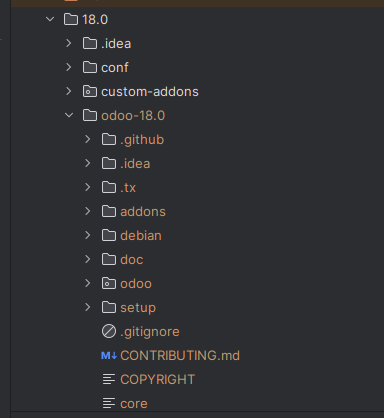 18.0
.idea
conf
custom-addons
odoo-18.0
.github
.idea
.tx
addons
debian
doc
odoo
setup
.gitignore
M↓ CONTRIBUTING.md
COPYRIGHT
core